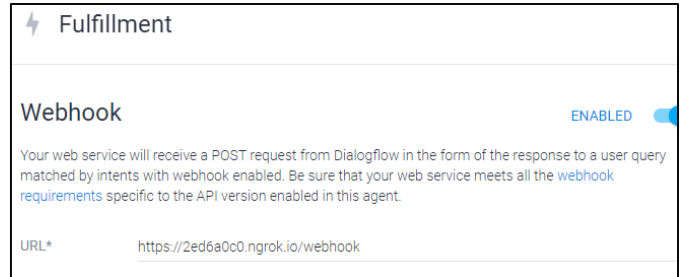 Fulfillment
Webhook
ENABLED
Your web service will receive a POST request from Dialogflow in the form of the response to a user query
matched by intents with webhook enabled. Be sure that your web service meets all the webhook
requirements specific to the API version enabled in this agent.
URL* https://2ed6a0c0.ngrok.io/webhook